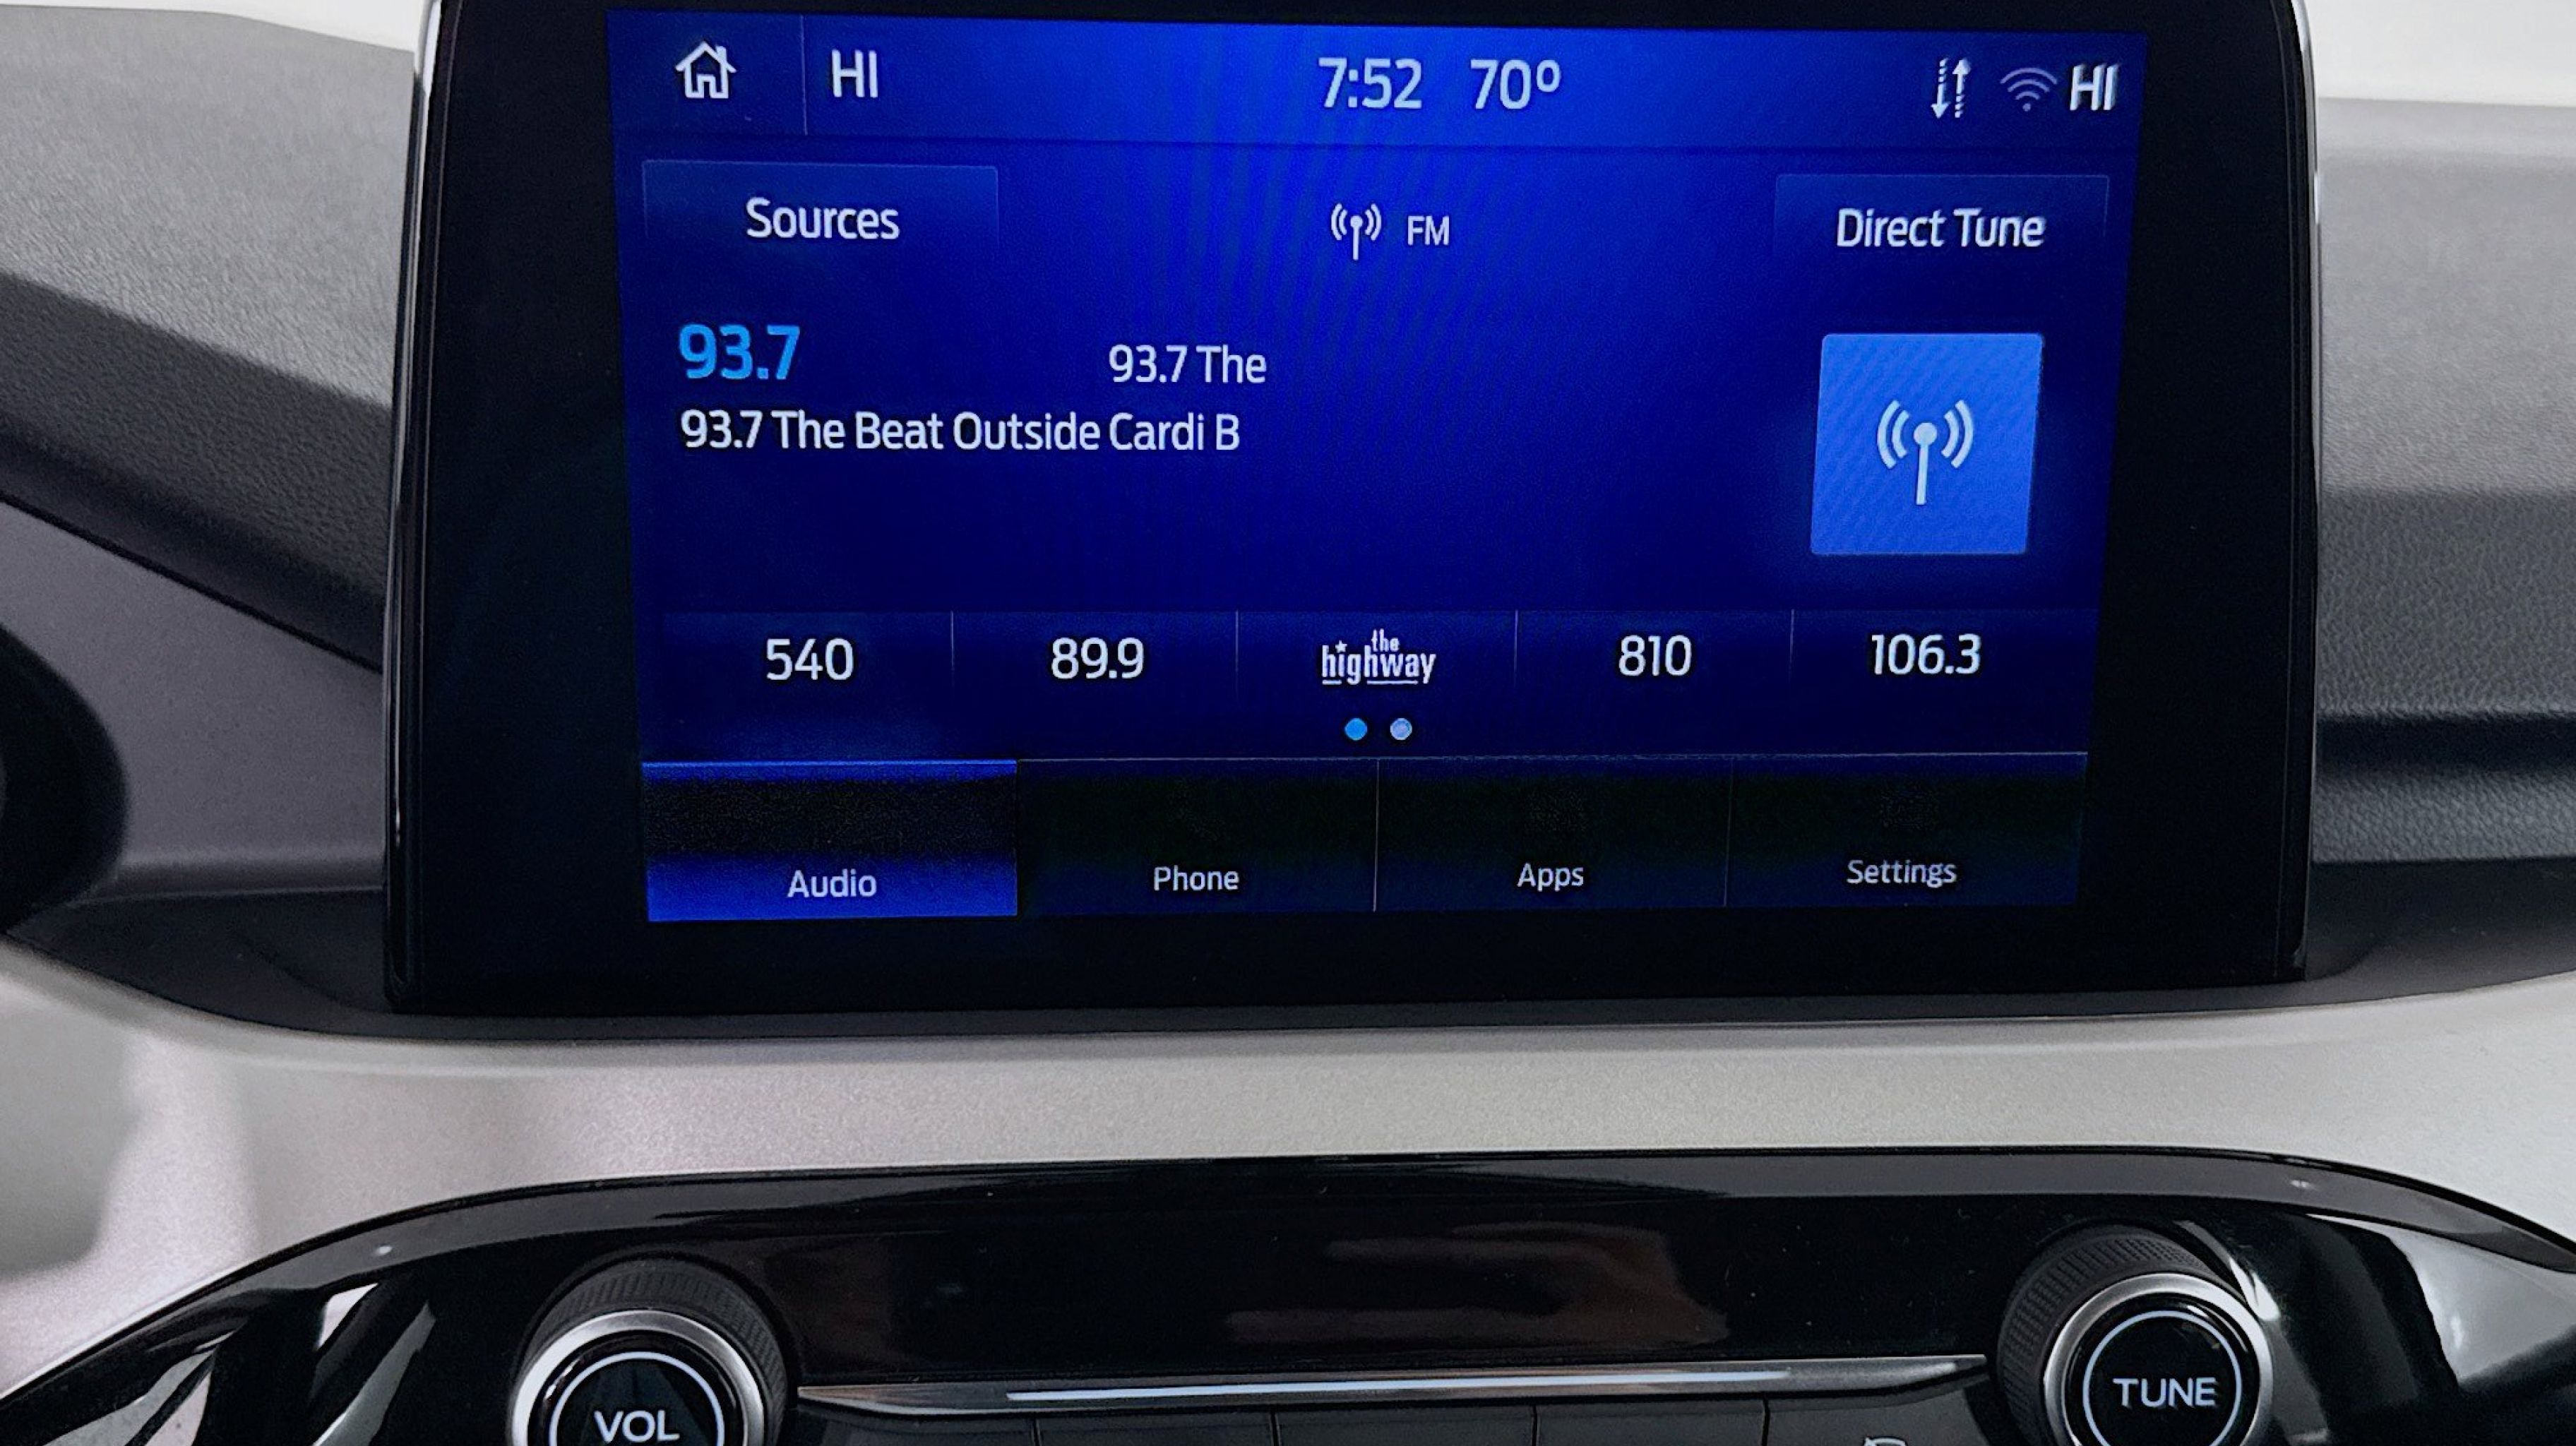 HI 7:52 70° HI
Sources FM Direct Tune
93.7 93.7 The
93.7 The Beat Outside Cardi B
540 89.9 the highway 810 106.3
Audio Phone Apps Settings
VOL TUNE